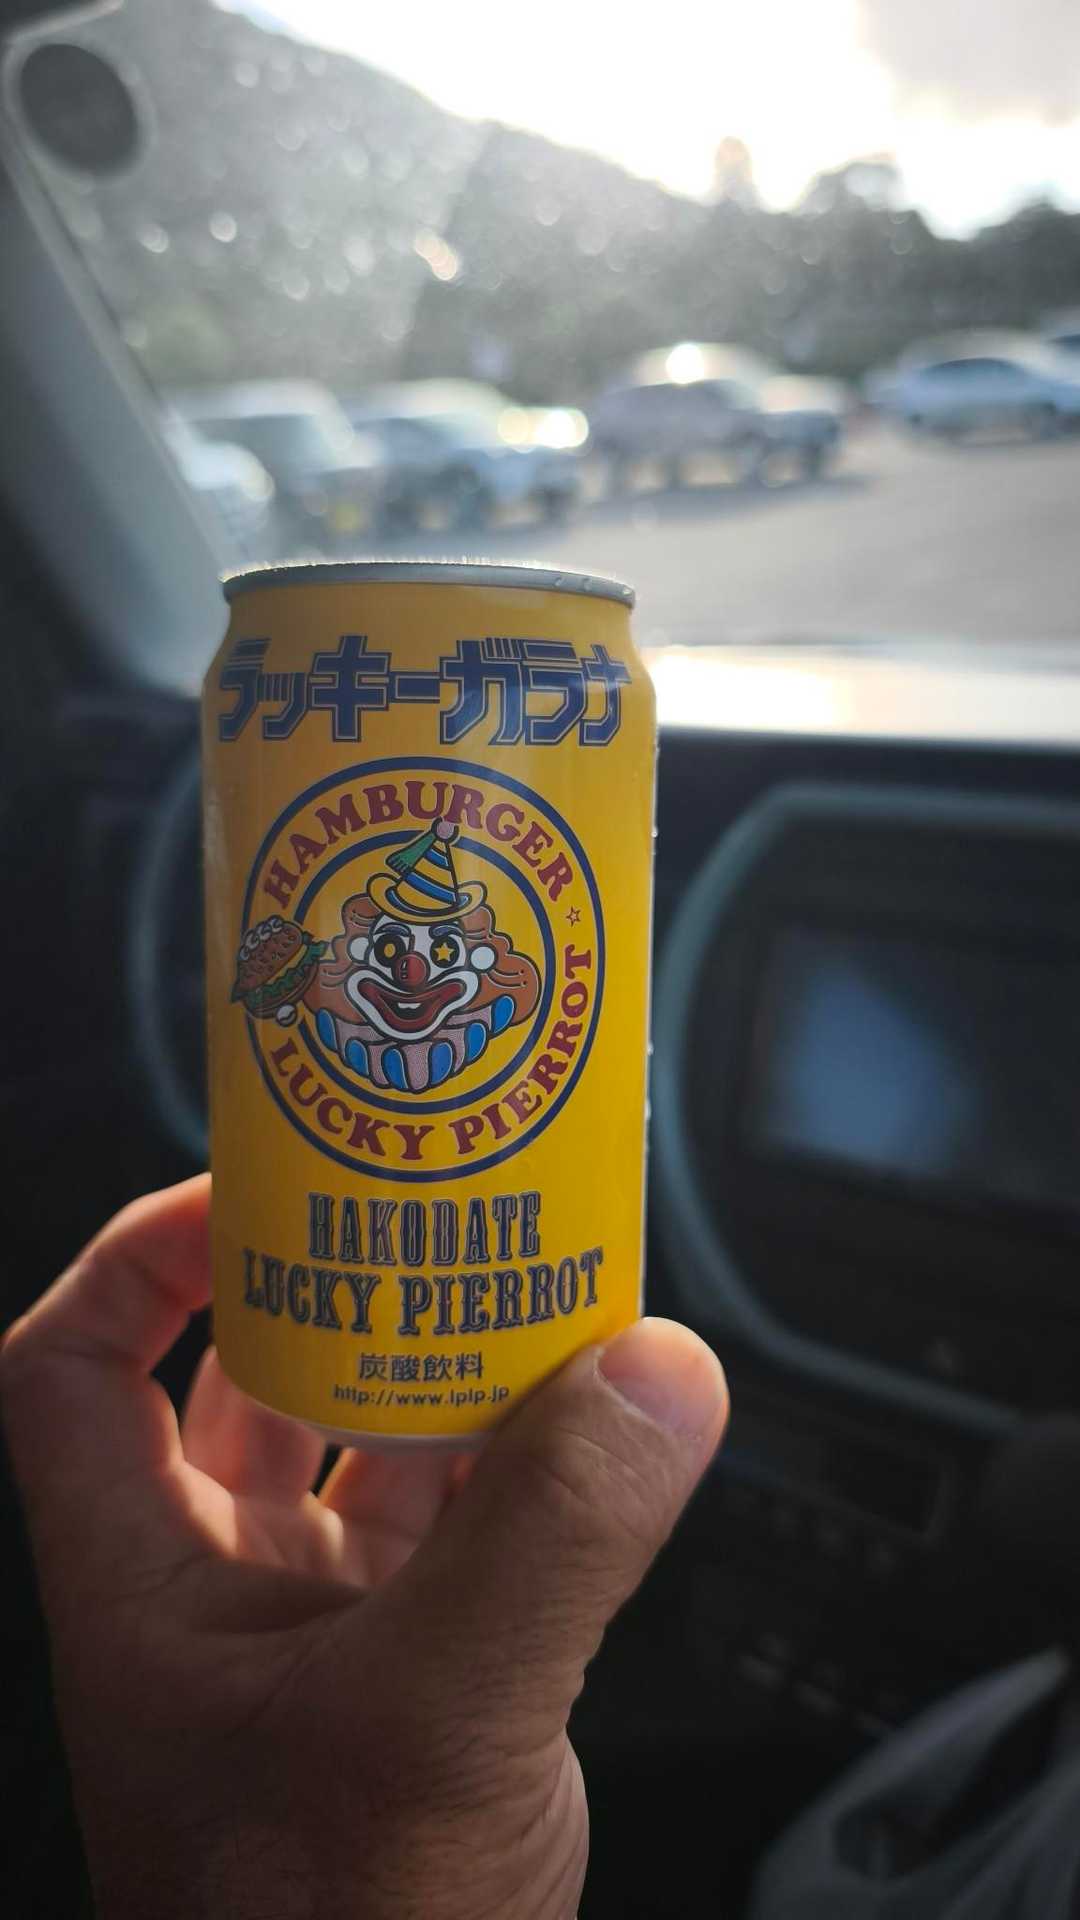 ラッキーガラナ
HAMBURGER ☆
LUCKY PIERROT
HAKODATE
LUCKY PIERROT
炭酸飲料
http://www.lplp.jp